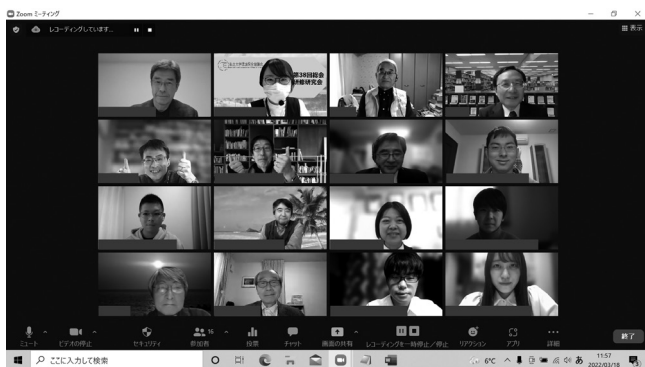 Zoom ミーティング
レコーディングしています...
表示
第38回総会
研修研究会
ミュート
ビデオの停止
セキュリティ
16
参加者
投票
チャット
画面の共有
レコーディングを一時停止/停止
リアクション
アプリ
詳細
終了
ここに入力して検索
6°C
あ
11:57
2022/03/18